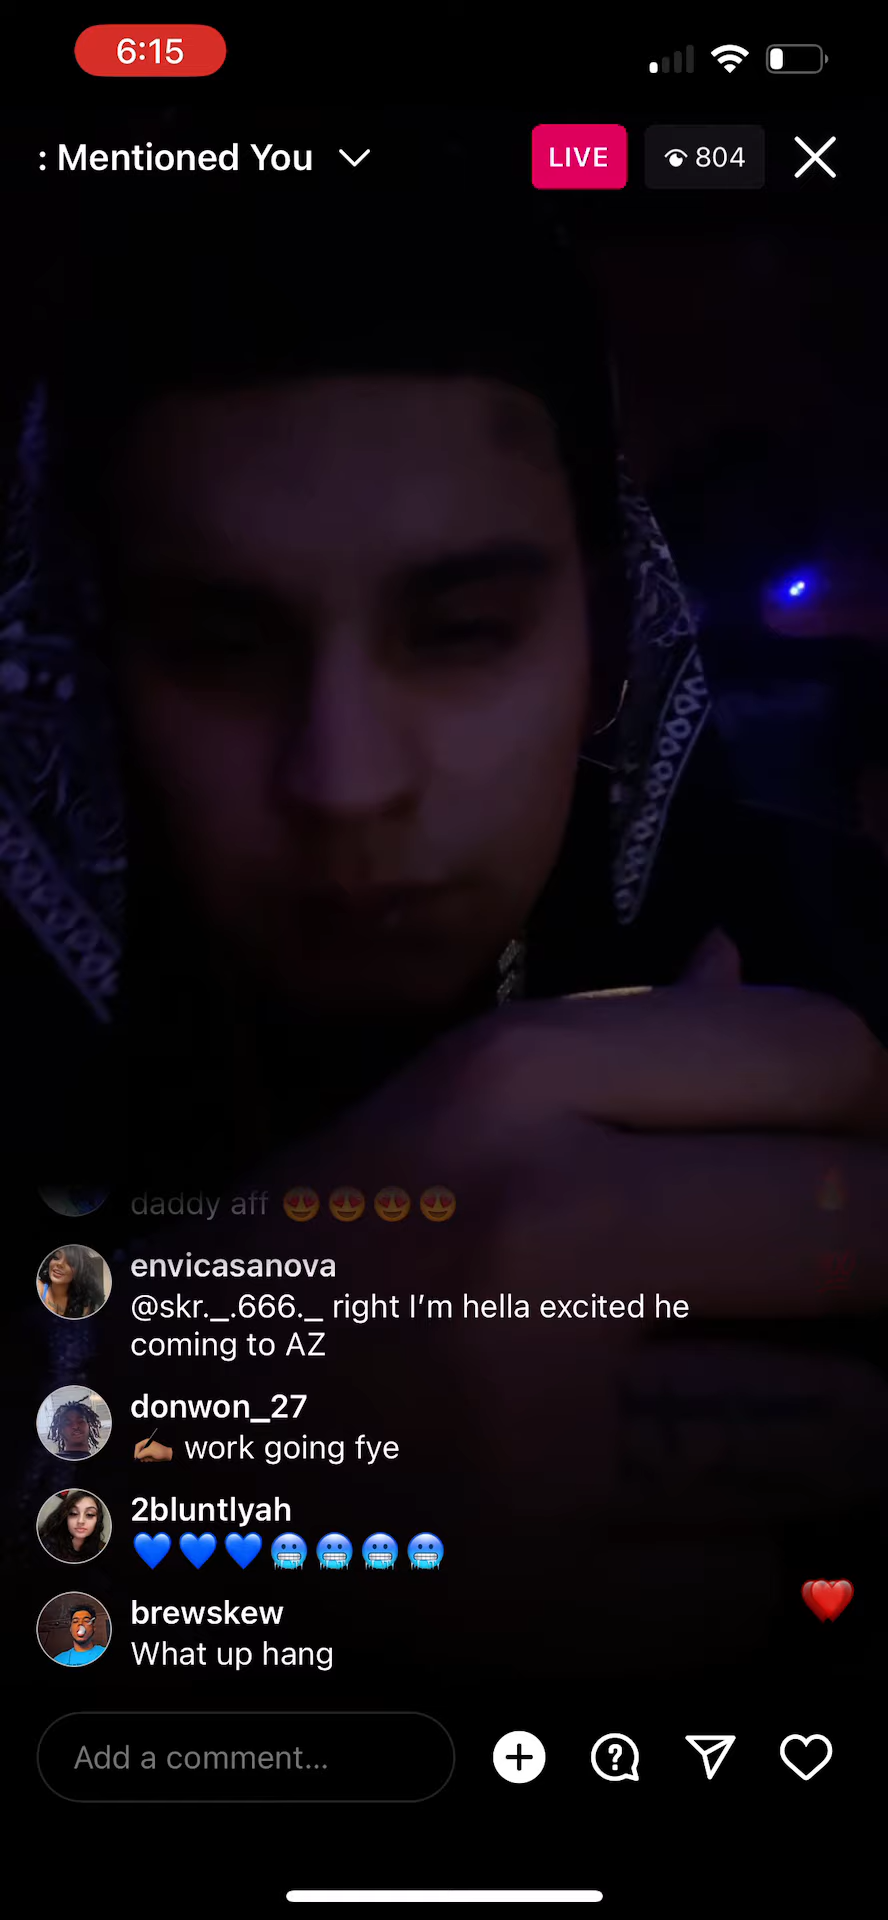 6:15
: Mentioned You
LIVE
804
daddy aff 😍😍😍😍
envicasanova
@skr._.666._ right I’m hella excited he
coming to AZ
donwon_27
✍🏽 work going fye
2bluntlyah
💙💙💙🥶🥶🥶🥶
brewskew
What up hang
Add a comment...